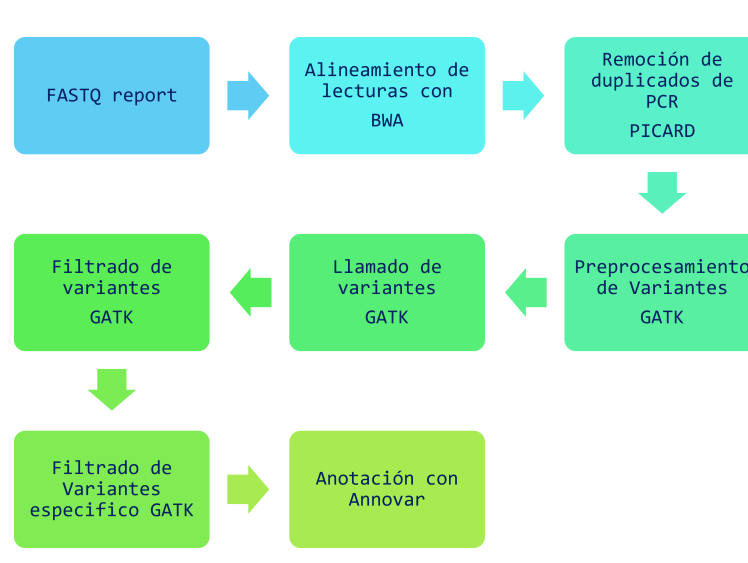 FASTQ report
Alineamiento de
lecturas con
BWA
Remoción de
duplicados de
PCR
PICARD
Preprocesamiento
de Variantes
GATK
Llamado de
variantes
GATK
Filtrado de
variantes
GATK
Filtrado de
Variantes
especifico GATK
Anotación con
Annovar